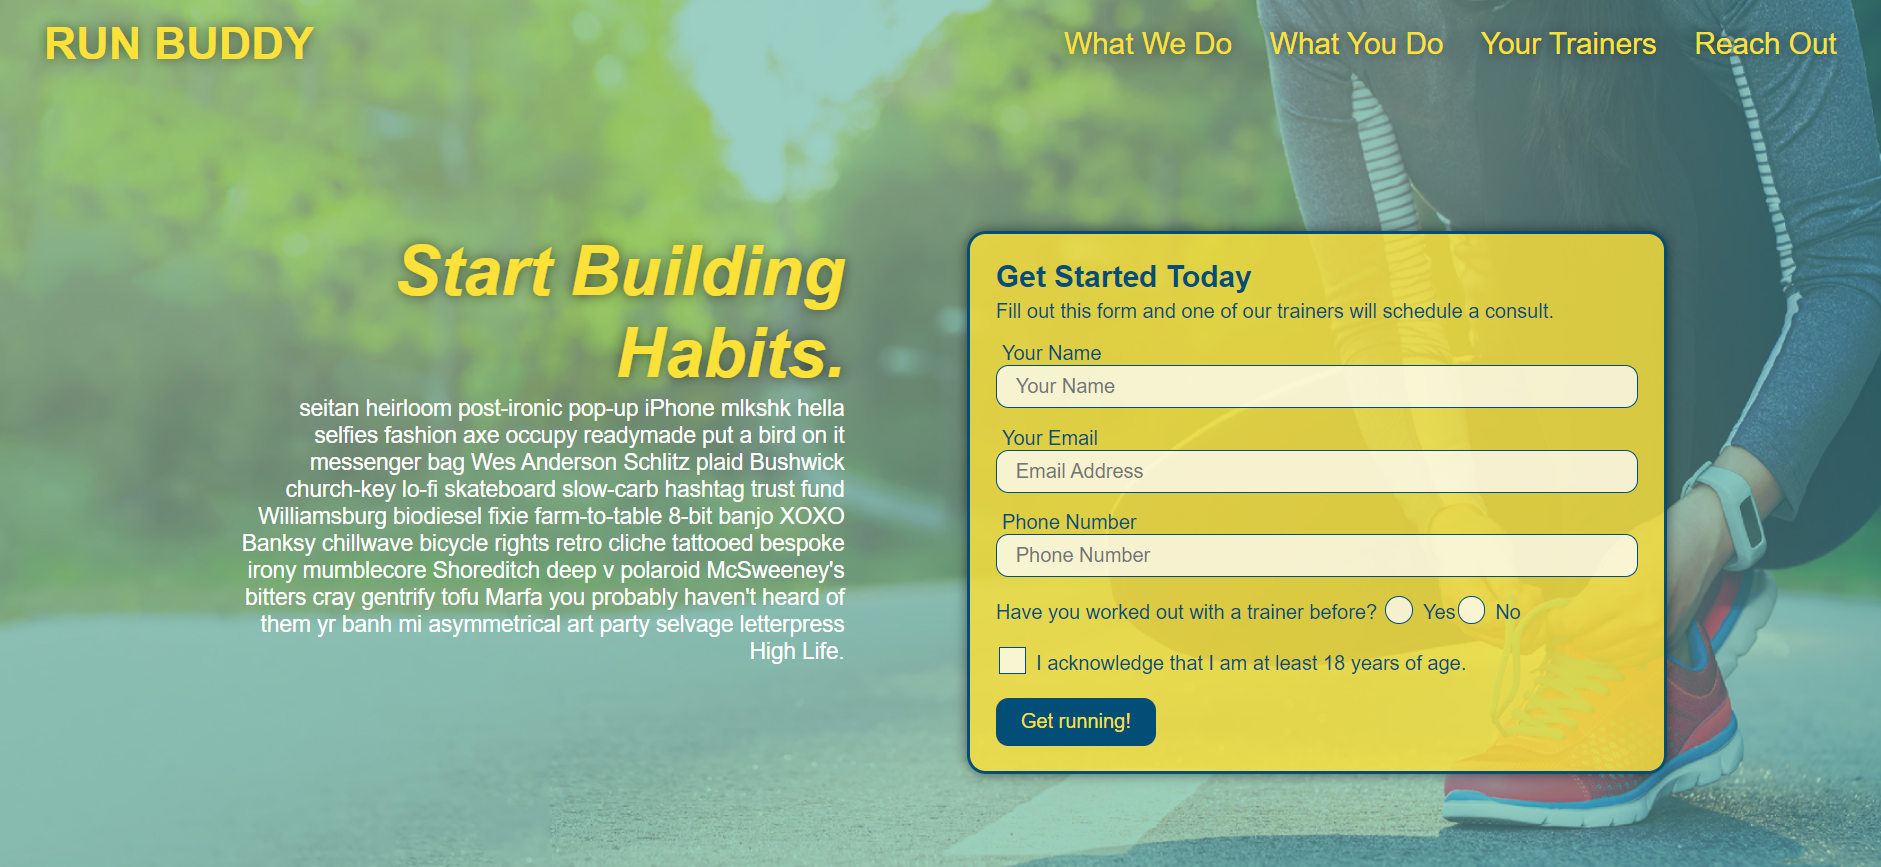 RUN BUDDY
What We Do What You Do Your Trainers Reach Out
Start Building
Habits.
seitan heirloom post-ironic pop-up iPhone mlkshk hella
selfies fashion axe occupy readymade put a bird on it
messenger bag Wes Anderson Schlitz plaid Bushwick
church-key lo-fi skateboard slow-carb hashtag trust fund
Williamsburg biodiesel fixie farm-to-table 8-bit banjo XOXO
Banksy chillwave bicycle rights retro cliche tattooed bespoke
irony mumblecore Shoreditch deep v polaroid McSweeney's
bitters cray gentrify tofu Marfa you probably haven't heard of
them yr banh mi asymmetrical art party selvage letterpress
High Life.
Get Started Today
Fill out this form and one of our trainers will schedule a consult.
Your Name
Your Name
Your Email
Email Address
Phone Number
Phone Number
Have you worked out with a trainer before? Yes No
I acknowledge that I am at least 18 years of age.
Get running!